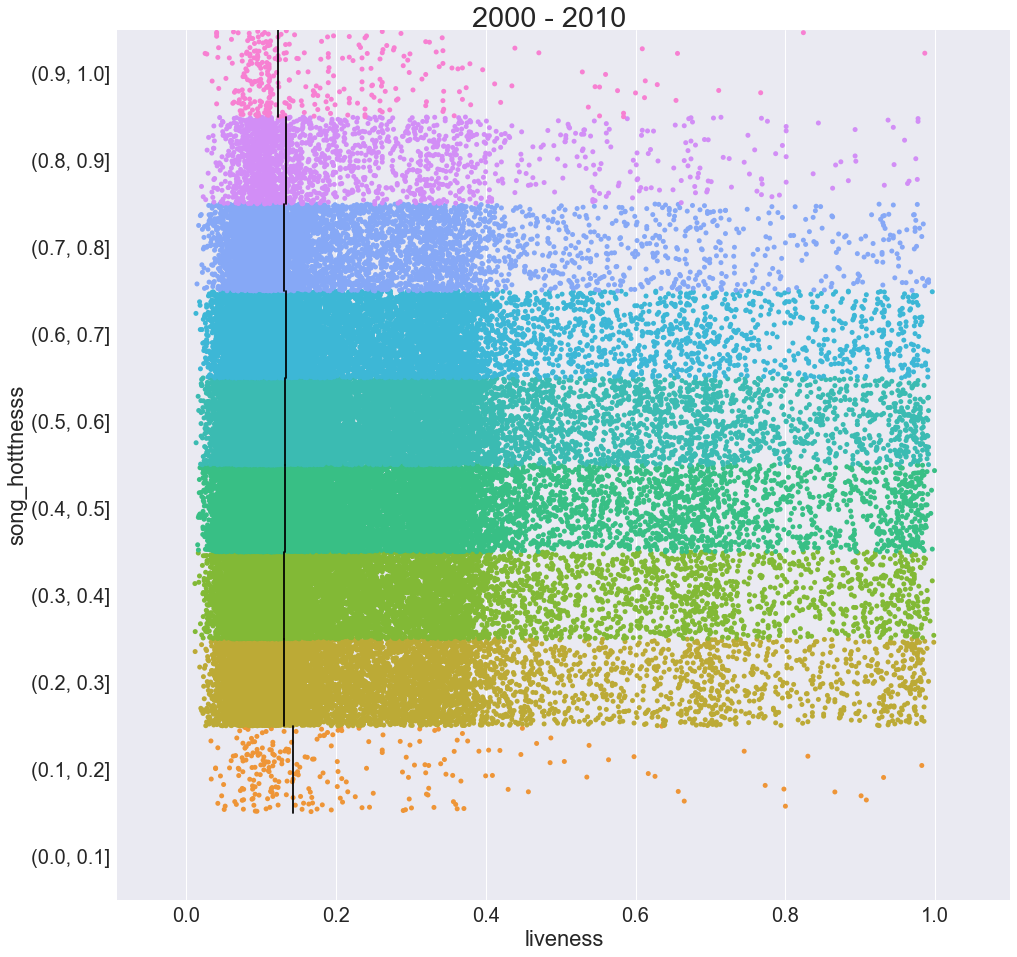 2000 - 2010
(0.9, 1.0]
(0.8, 0.9]
(0.7, 0.8]
(0.6, 0.7]
(0.5, 0.6]
(0.4, 0.5]
(0.3, 0.4]
(0.2, 0.3]
(0.1, 0.2]
(0.0, 0.1]
song_hotttnesss
0.0 0.2 0.4 0.6 0.8 1.0
liveness